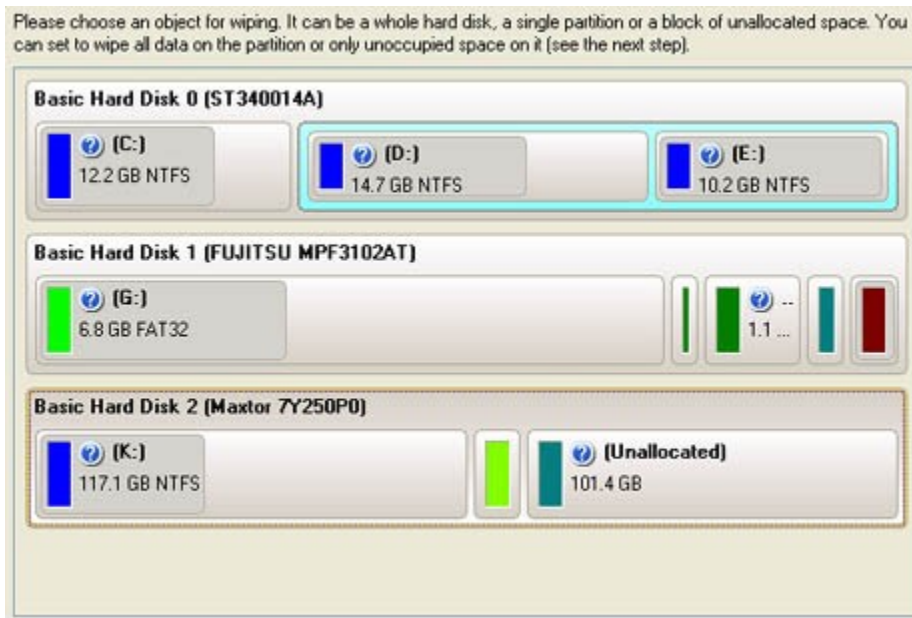 Please choose an object for wiping. It can be a whole hard disk, a single partition or a block of unallocated space. You
can set to wipe all data on the partition or only unoccupied space on it (see the next step).
Basic Hard Disk 0 (ST340014A)
(C:)
12.2 GB NTFS
(D:)
14.7 GB NTFS
(E:)
10.2 GB NTFS
Basic Hard Disk 1 (FUJITSU MPF3102AT)
(G:)
6.8 GB FAT32
..
1.1 ...
Basic Hard Disk 2 (Maxtor 7Y250P0)
(K:)
117.1 GB NTFS
(Unallocated)
101.4 GB